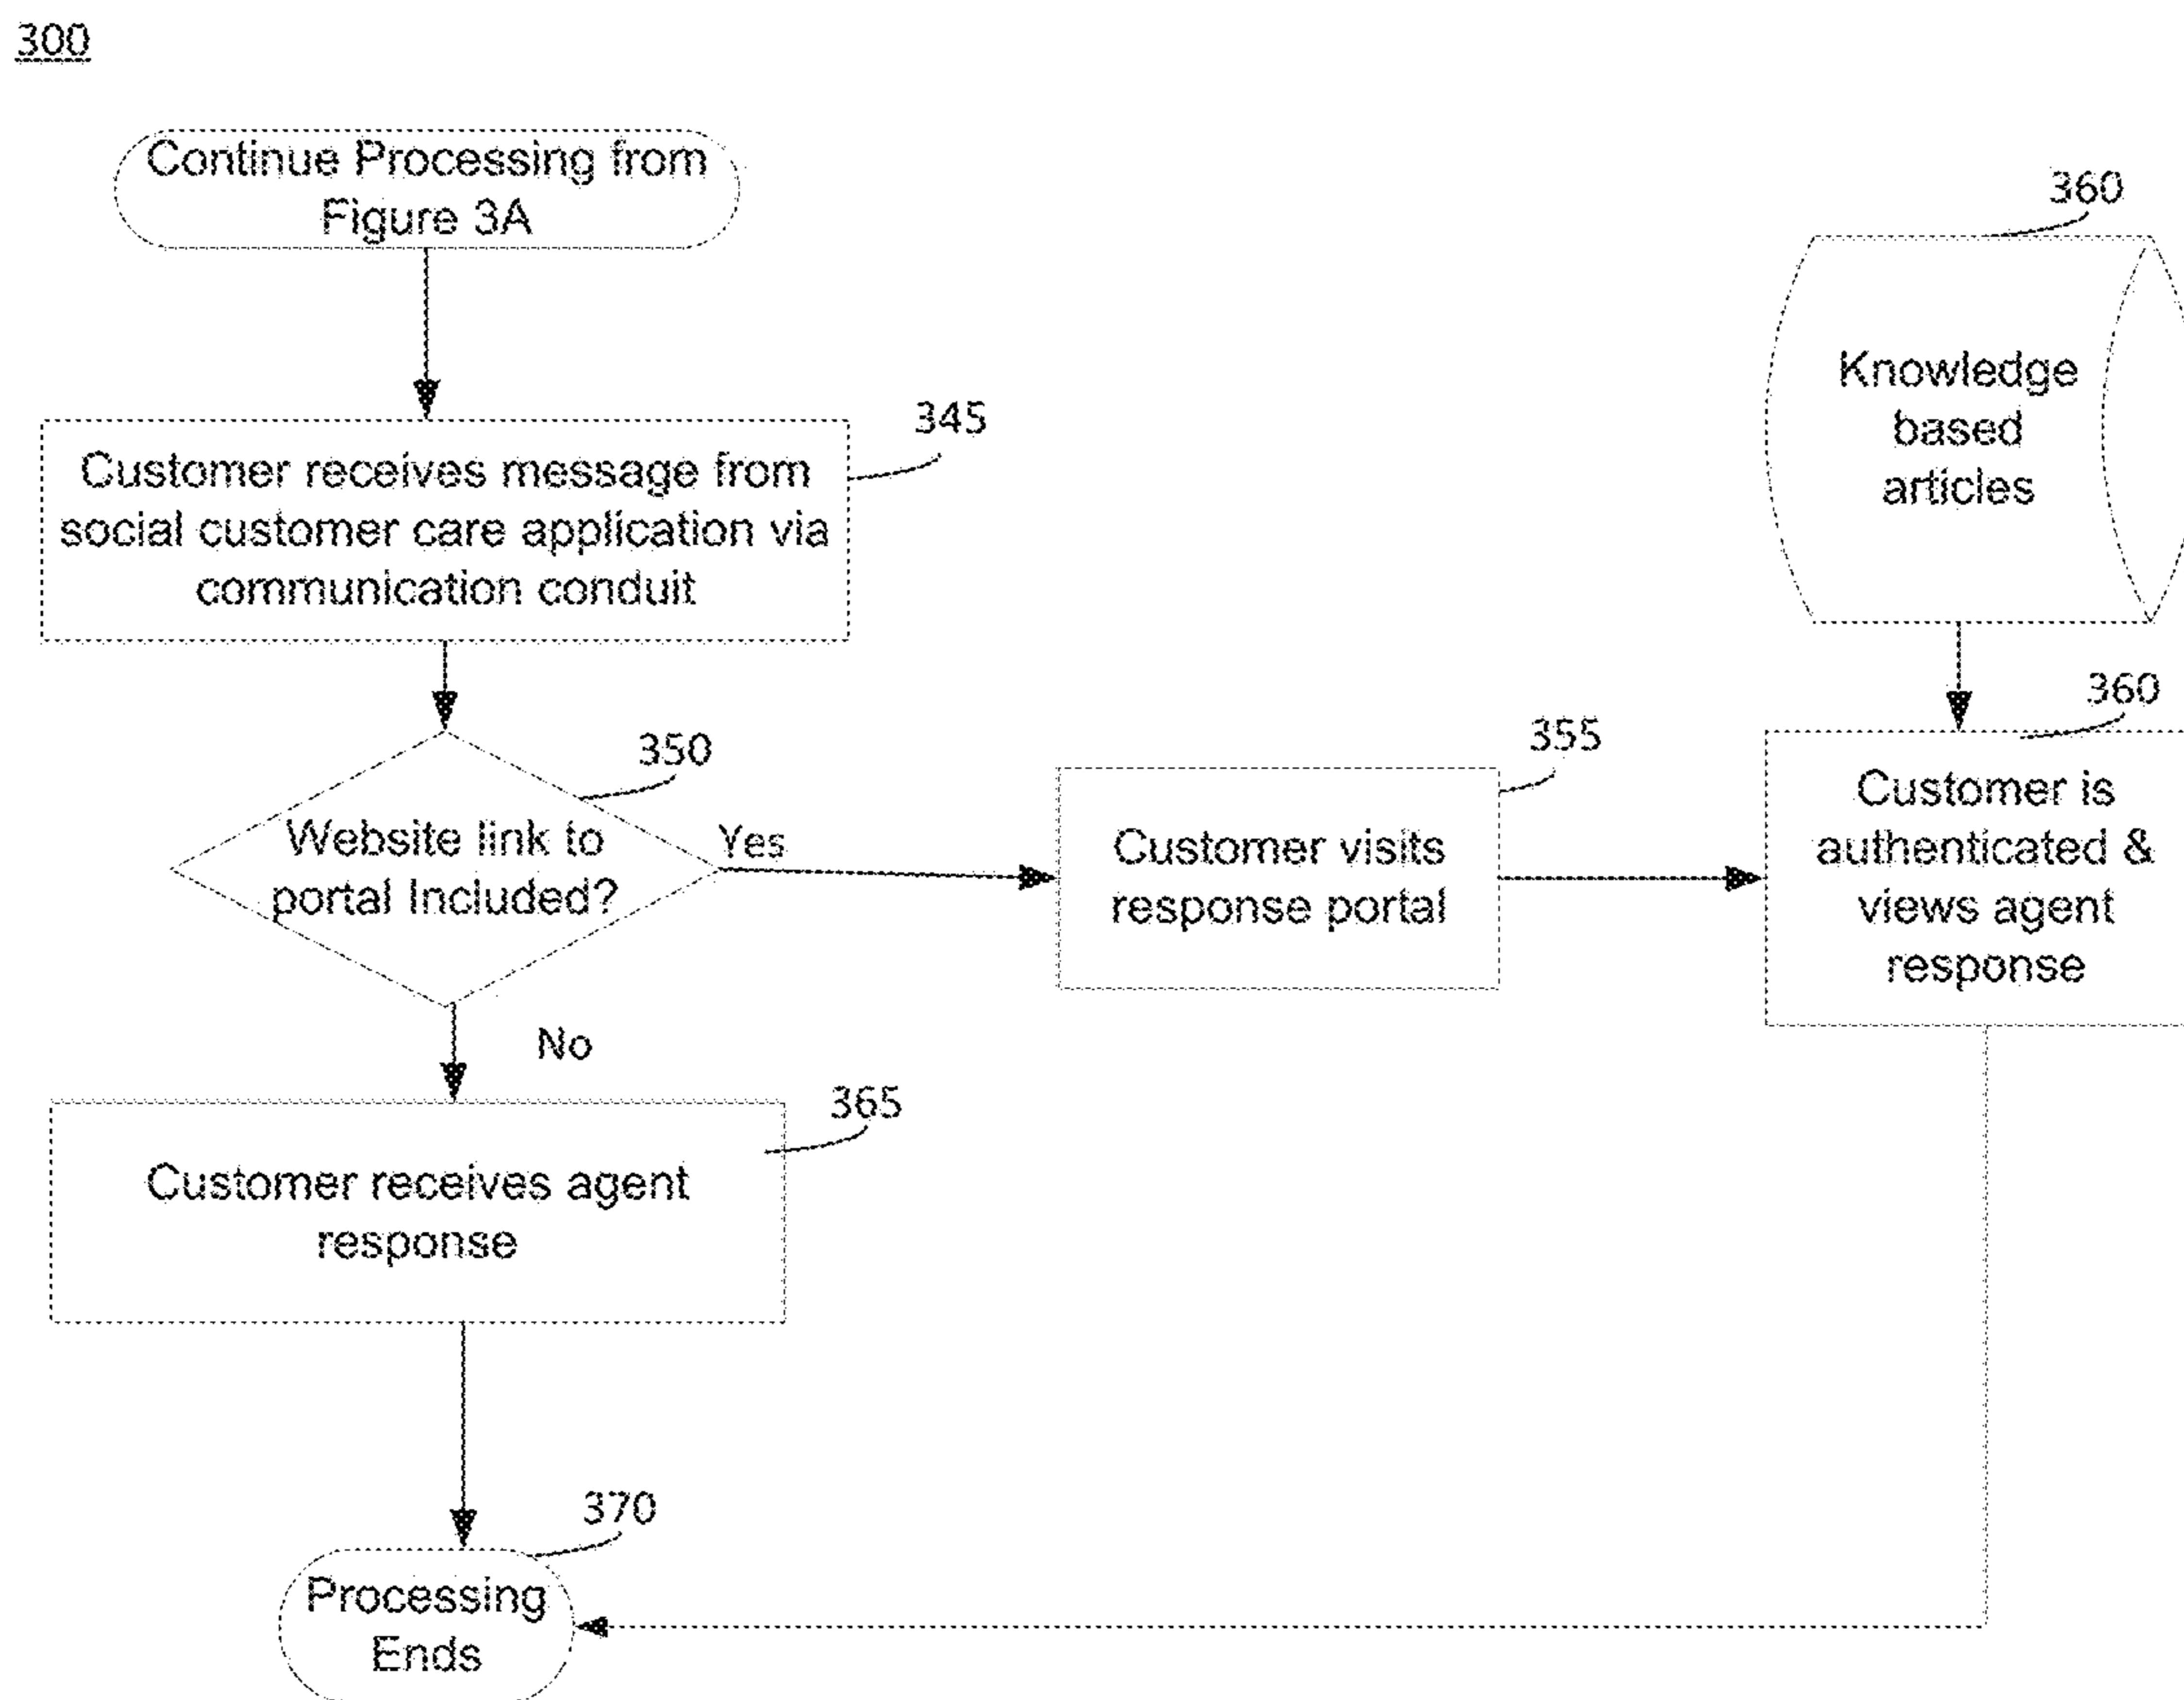 300
Continue Processing from
Figure 3A
360
Knowledge
based
articles
345
Customer receives message from
social customer care application via
communication conduit
350
Website link to
portal Included?
Yes
355
Customer visits
response portal
360
Customer is
authenticated &
views agent
response
No
365
Customer receives agent
response
370
Processing
Ends